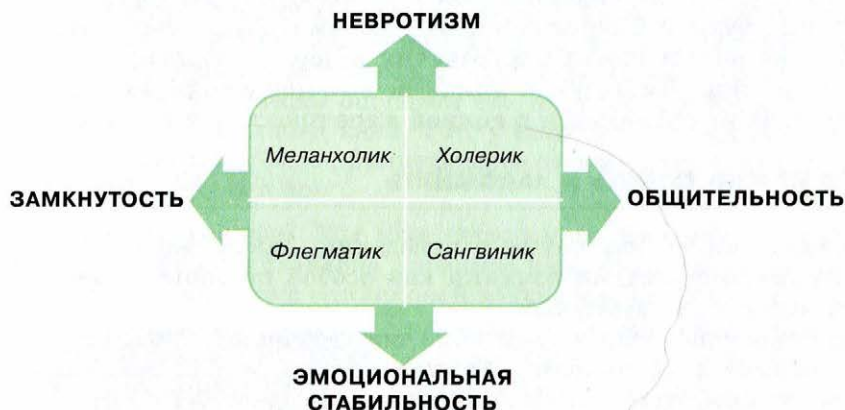 НЕВРОТИЗМ
Меланхолик Холерик
ЗАМКНУТОСТЬ ОБЩИТЕЛЬНОСТЬ
Флегматик Сангвиник
ЭМОЦИОНАЛЬНАЯ
СТАБИЛЬНОСТЬ